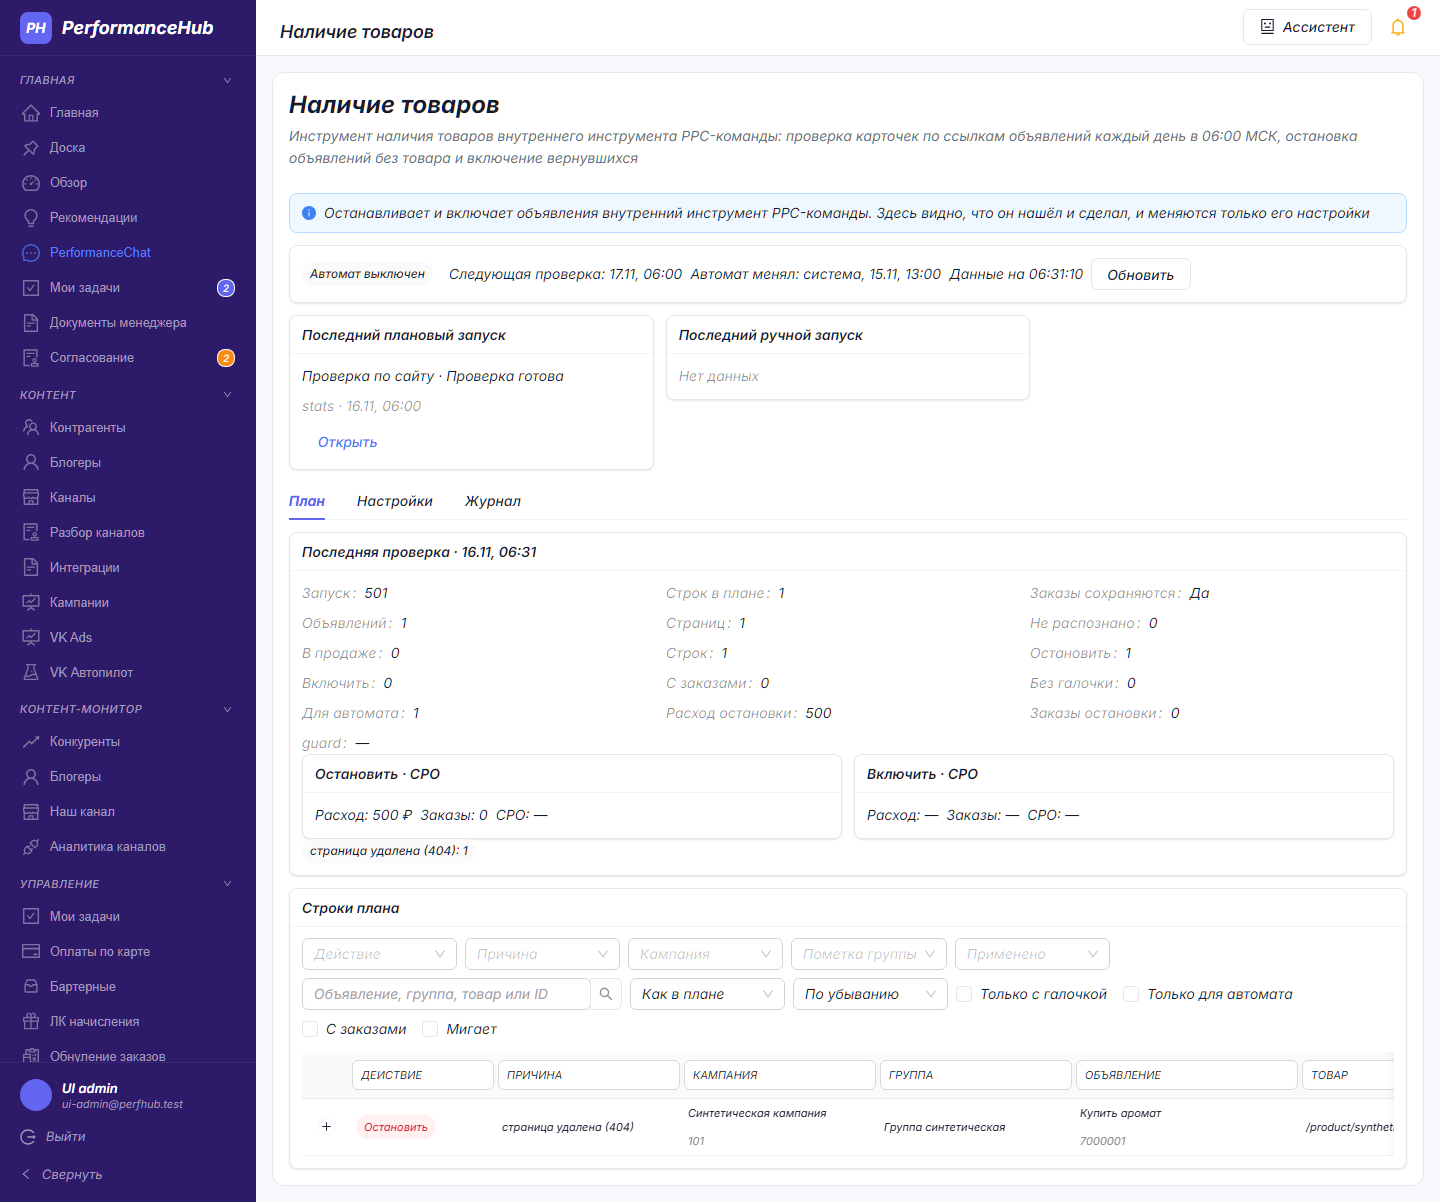 PH PerformanceHub
ГЛАВНАЯ
Главная
Доска
Обзор
Рекомендации
PerformanceChat
Мои задачи 2
Документы менеджера
Согласование 2
КОНТЕНТ
Контрагенты
Блогеры
Каналы
Разбор каналов
Интеграции
Кампании
VK Ads
VK Автопилот
КОНТЕНТ-МОНИТОР
Конкуренты
Блогеры
Наш канал
Аналитика каналов
УПРАВЛЕНИЕ
Мои задачи
Оплаты по карте
Бартерные
ЛК начисления
Обнуление заказов
UI admin
ui-admin@perfhub.test
Выйти
Свернуть
Наличие товаров
Ассистент
1
Наличие товаров
Инструмент наличия товаров внутреннего инструмента PPC-команды: проверка карточек по ссылкам объявлений каждый день в 06:00 МСК, остановка
объявлений без товара и включение вернувшихся
Останавливает и включает объявления внутренний инструмент PPC-команды. Здесь видно, что он нашёл и сделал, и меняются только его настройки
Автомат выключен Следующая проверка: 17.11, 06:00 Автомат менял: система, 15.11, 13:00 Данные на 06:31:10 Обновить
Последний плановый запуск
Проверка по сайту · Проверка готова
stats · 16.11, 06:00
Открыть
Последний ручной запуск
Нет данных
План Настройки Журнал
Последняя проверка · 16.11, 06:31
Запуск: 501 Строк в плане: 1 Заказы сохраняются: Да
Объявлений: 1 Страниц: 1 Не распознано: 0
В продаже: 0 Строк: 1 Остановить: 1
Включить: 0 С заказами: 0 Без галочки: 0
Для автомата: 1 Расход остановки: 500 Заказы остановки: 0
guard: —
Остановить · CPO
Расход: 500 ₽ Заказы: 0 CPO: —
Включить · CPO
Расход: — Заказы: — CPO: —
страница удалена (404): 1
Строки плана
Действие Причина Кампания Пометка группы Применено
Объявление, группа, товар или ID Как в плане По убыванию Только с галочкой Только для автомата
С заказами Мигает
ДЕЙСТВИЕ ПРИЧИНА КАМПАНИЯ ГРУППА ОБЪЯВЛЕНИЕ ТОВАР
+ Остановить страница удалена (404) Синтетическая кампания Группа синтетическая Купить аромат /product/synthet
101 7000001